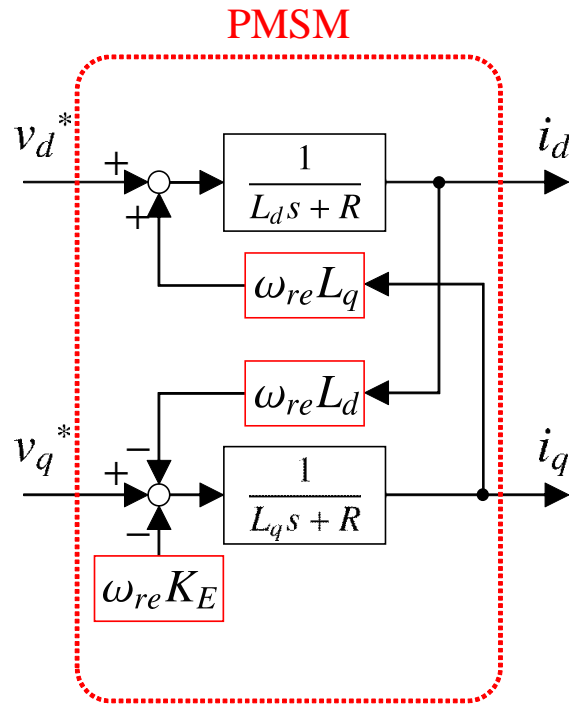 PMSM
v_d* i_d
+ 1
+ L_d s + R
ω_re L_q
ω_re L_d
v_q* − i_q
+ 1
− L_q s + R
ω_re K_E